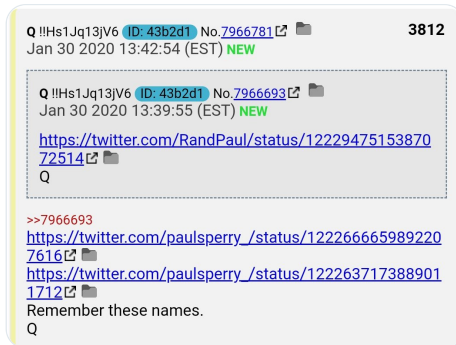 Q !!Hs1Jq13jV6 ID: 43b2d1 No.7966781 3812
Jan 30 2020 13:42:54 (EST) NEW
Q !!Hs1Jq13jV6 ID: 43b2d1 No.7966693
Jan 30 2020 13:39:55 (EST) NEW
https://twitter.com/RandPaul/status/12229475153870
72514
Q
>>7966693
https://twitter.com/paulsperry_/status/122266665989220
7616
https://twitter.com/paulsperry_/status/122263717388901
1712
Remember these names.
Q